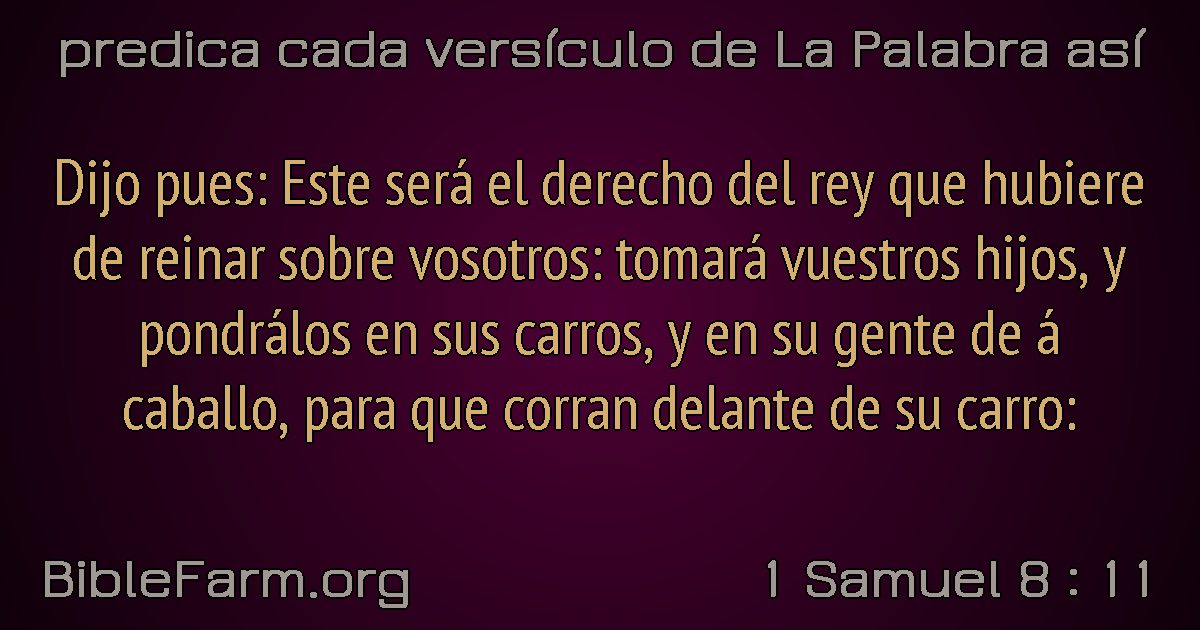 predica cada versículo de La Palabra así
Dijo pues: Este será el derecho del rey que hubiere
de reinar sobre vosotros: tomará vuestros hijos, y
pondrálos en sus carros, y en su gente de á
caballo, para que corran delante de su carro:
BibleFarm.org
1 Samuel 8 : 11